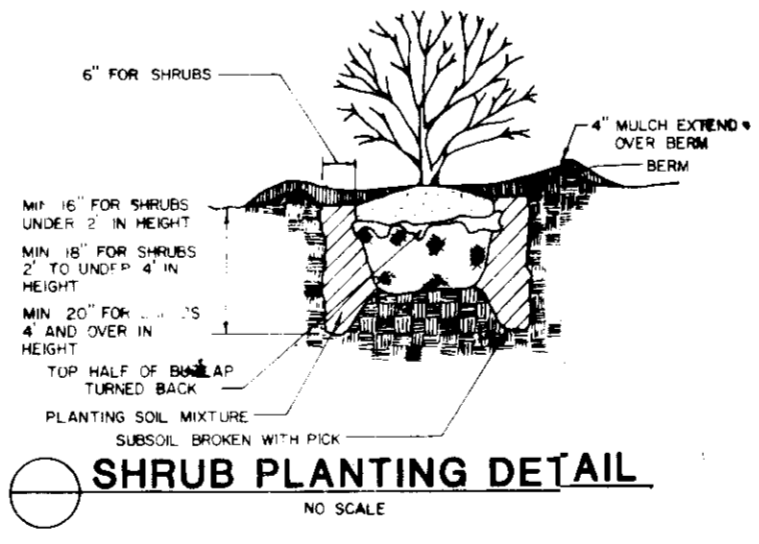 6" FOR SHRUBS
4" MULCH EXTEND
OVER BERM
BERM
MIN 16" FOR SHRUBS
UNDER 2' IN HEIGHT
MIN 18" FOR SHRUBS
2' TO UNDER 4' IN
HEIGHT
MIN 20" FOR
4' AND OVER IN
HEIGHT
TOP HALF OF BURLAP
TURNED BACK
PLANTING SOIL MIXTURE
SUBSOIL BROKEN WITH PICK
SHRUB PLANTING DETAIL
NO SCALE